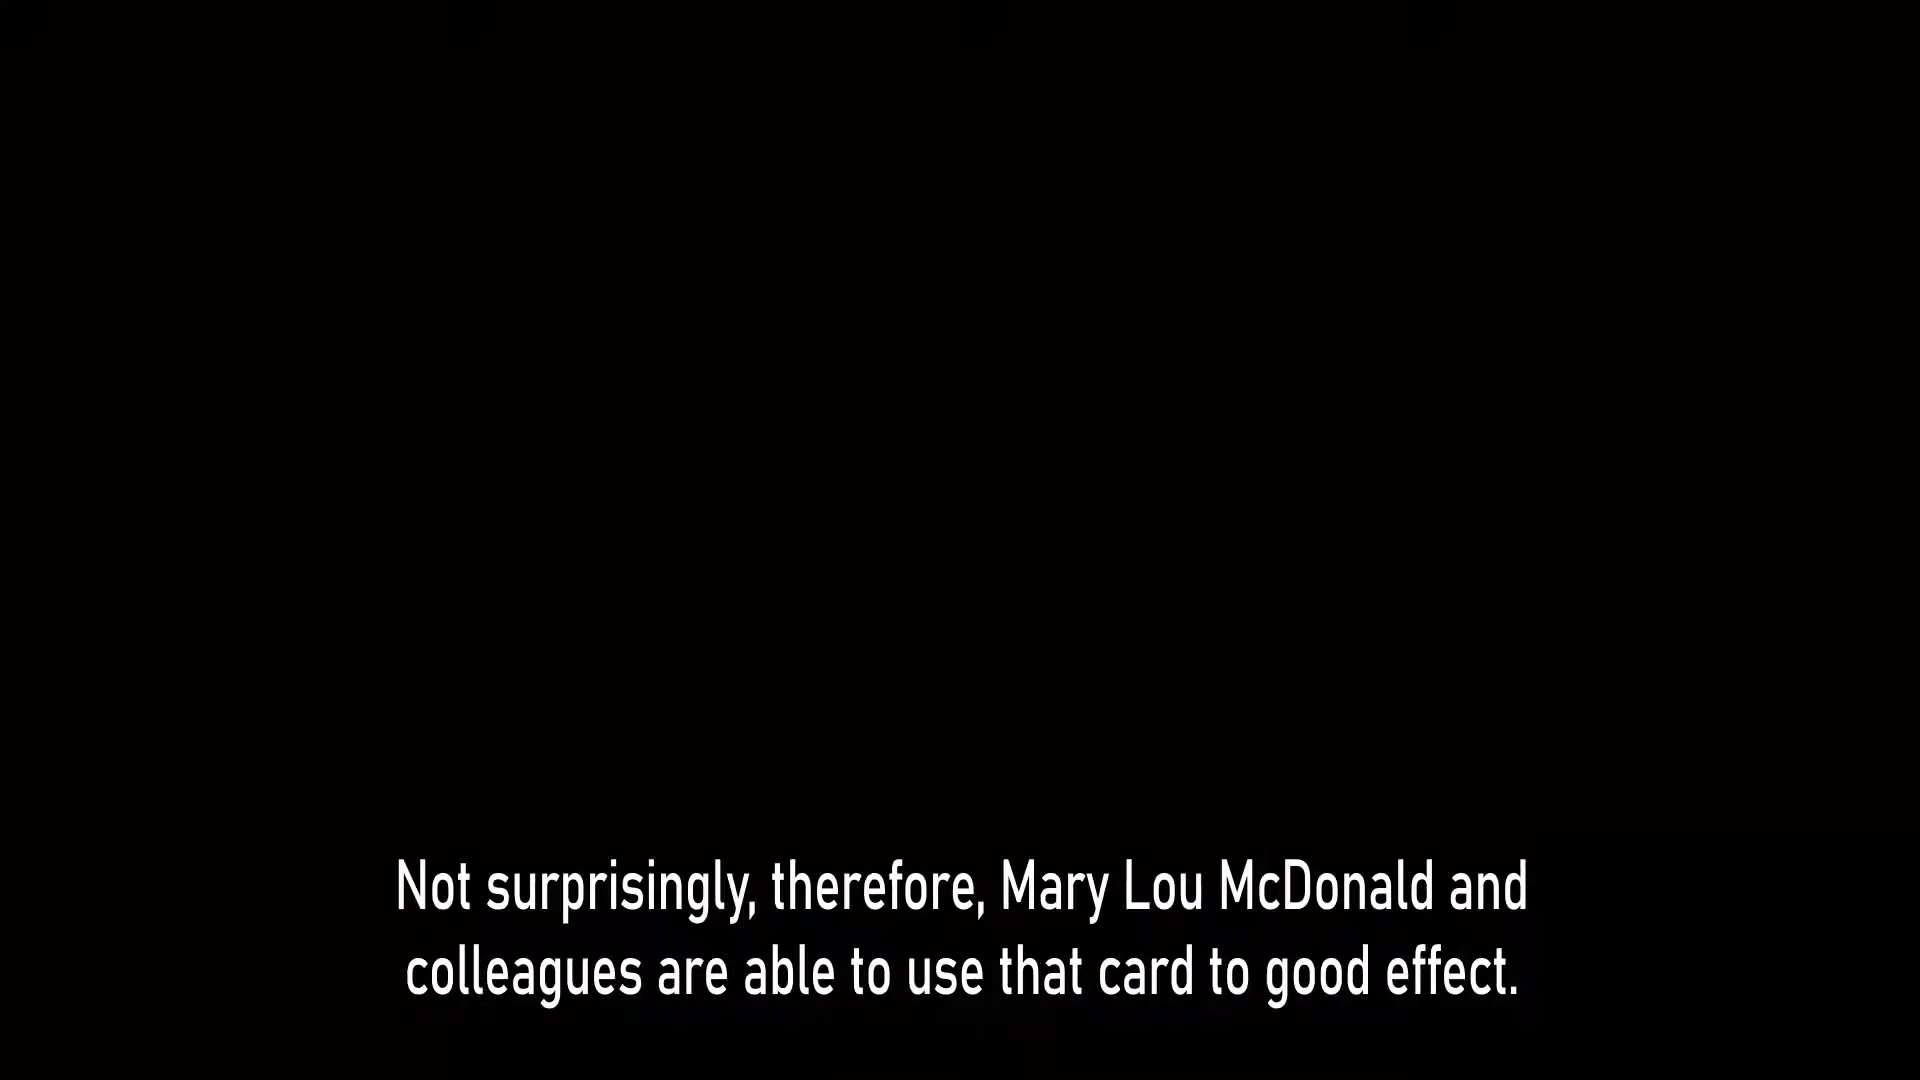 Not surprisingly, therefore, Mary Lou McDonald and
colleagues are able to use that card to good effect.